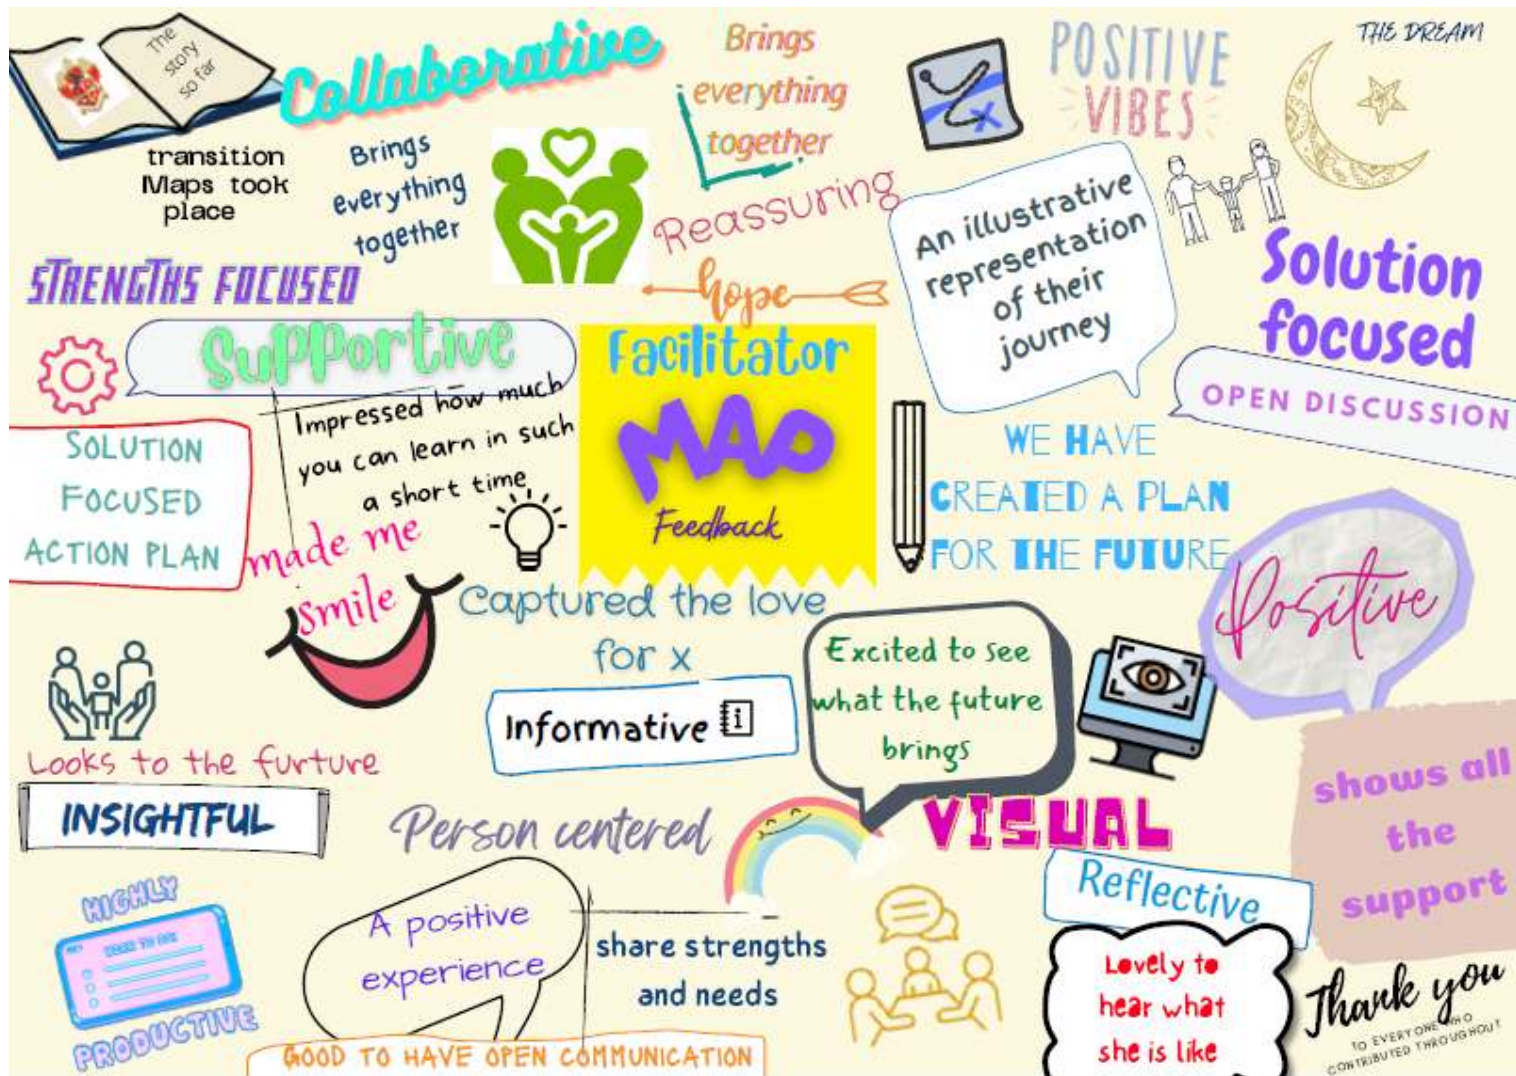 The
story
so far
Collaborative
Brings
everything
together
POSITIVE
VIBES
THE DREAM
transition
Maps took
place
Brings
everything
together
Reassuring
An illustrative
representation
of their
journey
STRENGTHS FOCUSED
hope
Solution
focused
Supportive
Facilitator
MAP
Feedback
OPEN DISCUSSION
Impressed how much
you can learn in such
a short time
SOLUTION
FOCUSED
ACTION PLAN
WE HAVE
CREATED A PLAN
FOR THE FUTURE
made me
smile
Captured the love
for x
Positive
Excited to see
what the future
brings
Informative
Looks to the furture
INSIGHTFUL
Person centered
VISUAL
shows all
the
support
Reflective
HIGHLY
PRODUCTIVE
A positive
experience
share strengths
and needs
Lovely to
hear what
she is like
Thank you
TO EVERYONE WHO
CONTRIBUTED THROUGHOUT
GOOD TO HAVE OPEN COMMUNICATION